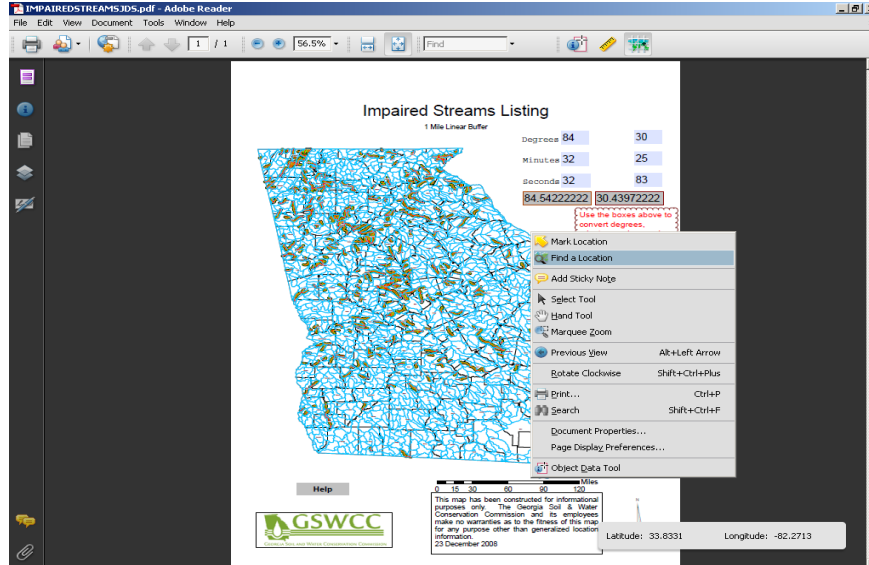 IMPAIREDSTREAMSJDS.pdf - Adobe Reader
File Edit View Document Tools Window Help
1 / 1 56.5% Find
Impaired Streams Listing
1 Mile Linear Buffer
Degrees 84 30
Minutes 32 25
Seconds 32 83
84.54222222 30.43972222
Use the boxes above to
convert degrees,
Mark Location
Find a Location
Add Sticky Note
Select Tool
Hand Tool
Marquee Zoom
Previous View Alt+Left Arrow
Rotate Clockwise Shift+Ctrl+Plus
Print... Ctrl+P
Search Shift+Ctrl+F
Document Properties...
Page Display Preferences...
Object Data Tool
Miles
0 15 30 60 90 120
Help
GSWCC
Georgia Soil and Water Conservation Commission
This map has been constructed for informational
purposes only. The Georgia Soil & Water
Conservation Commission and its employees
make no warranties as to the fitness of this map
for any purpose other than generalized location
information.
23 December 2008
N
Latitude: 33.8331 Longitude: -82.2713